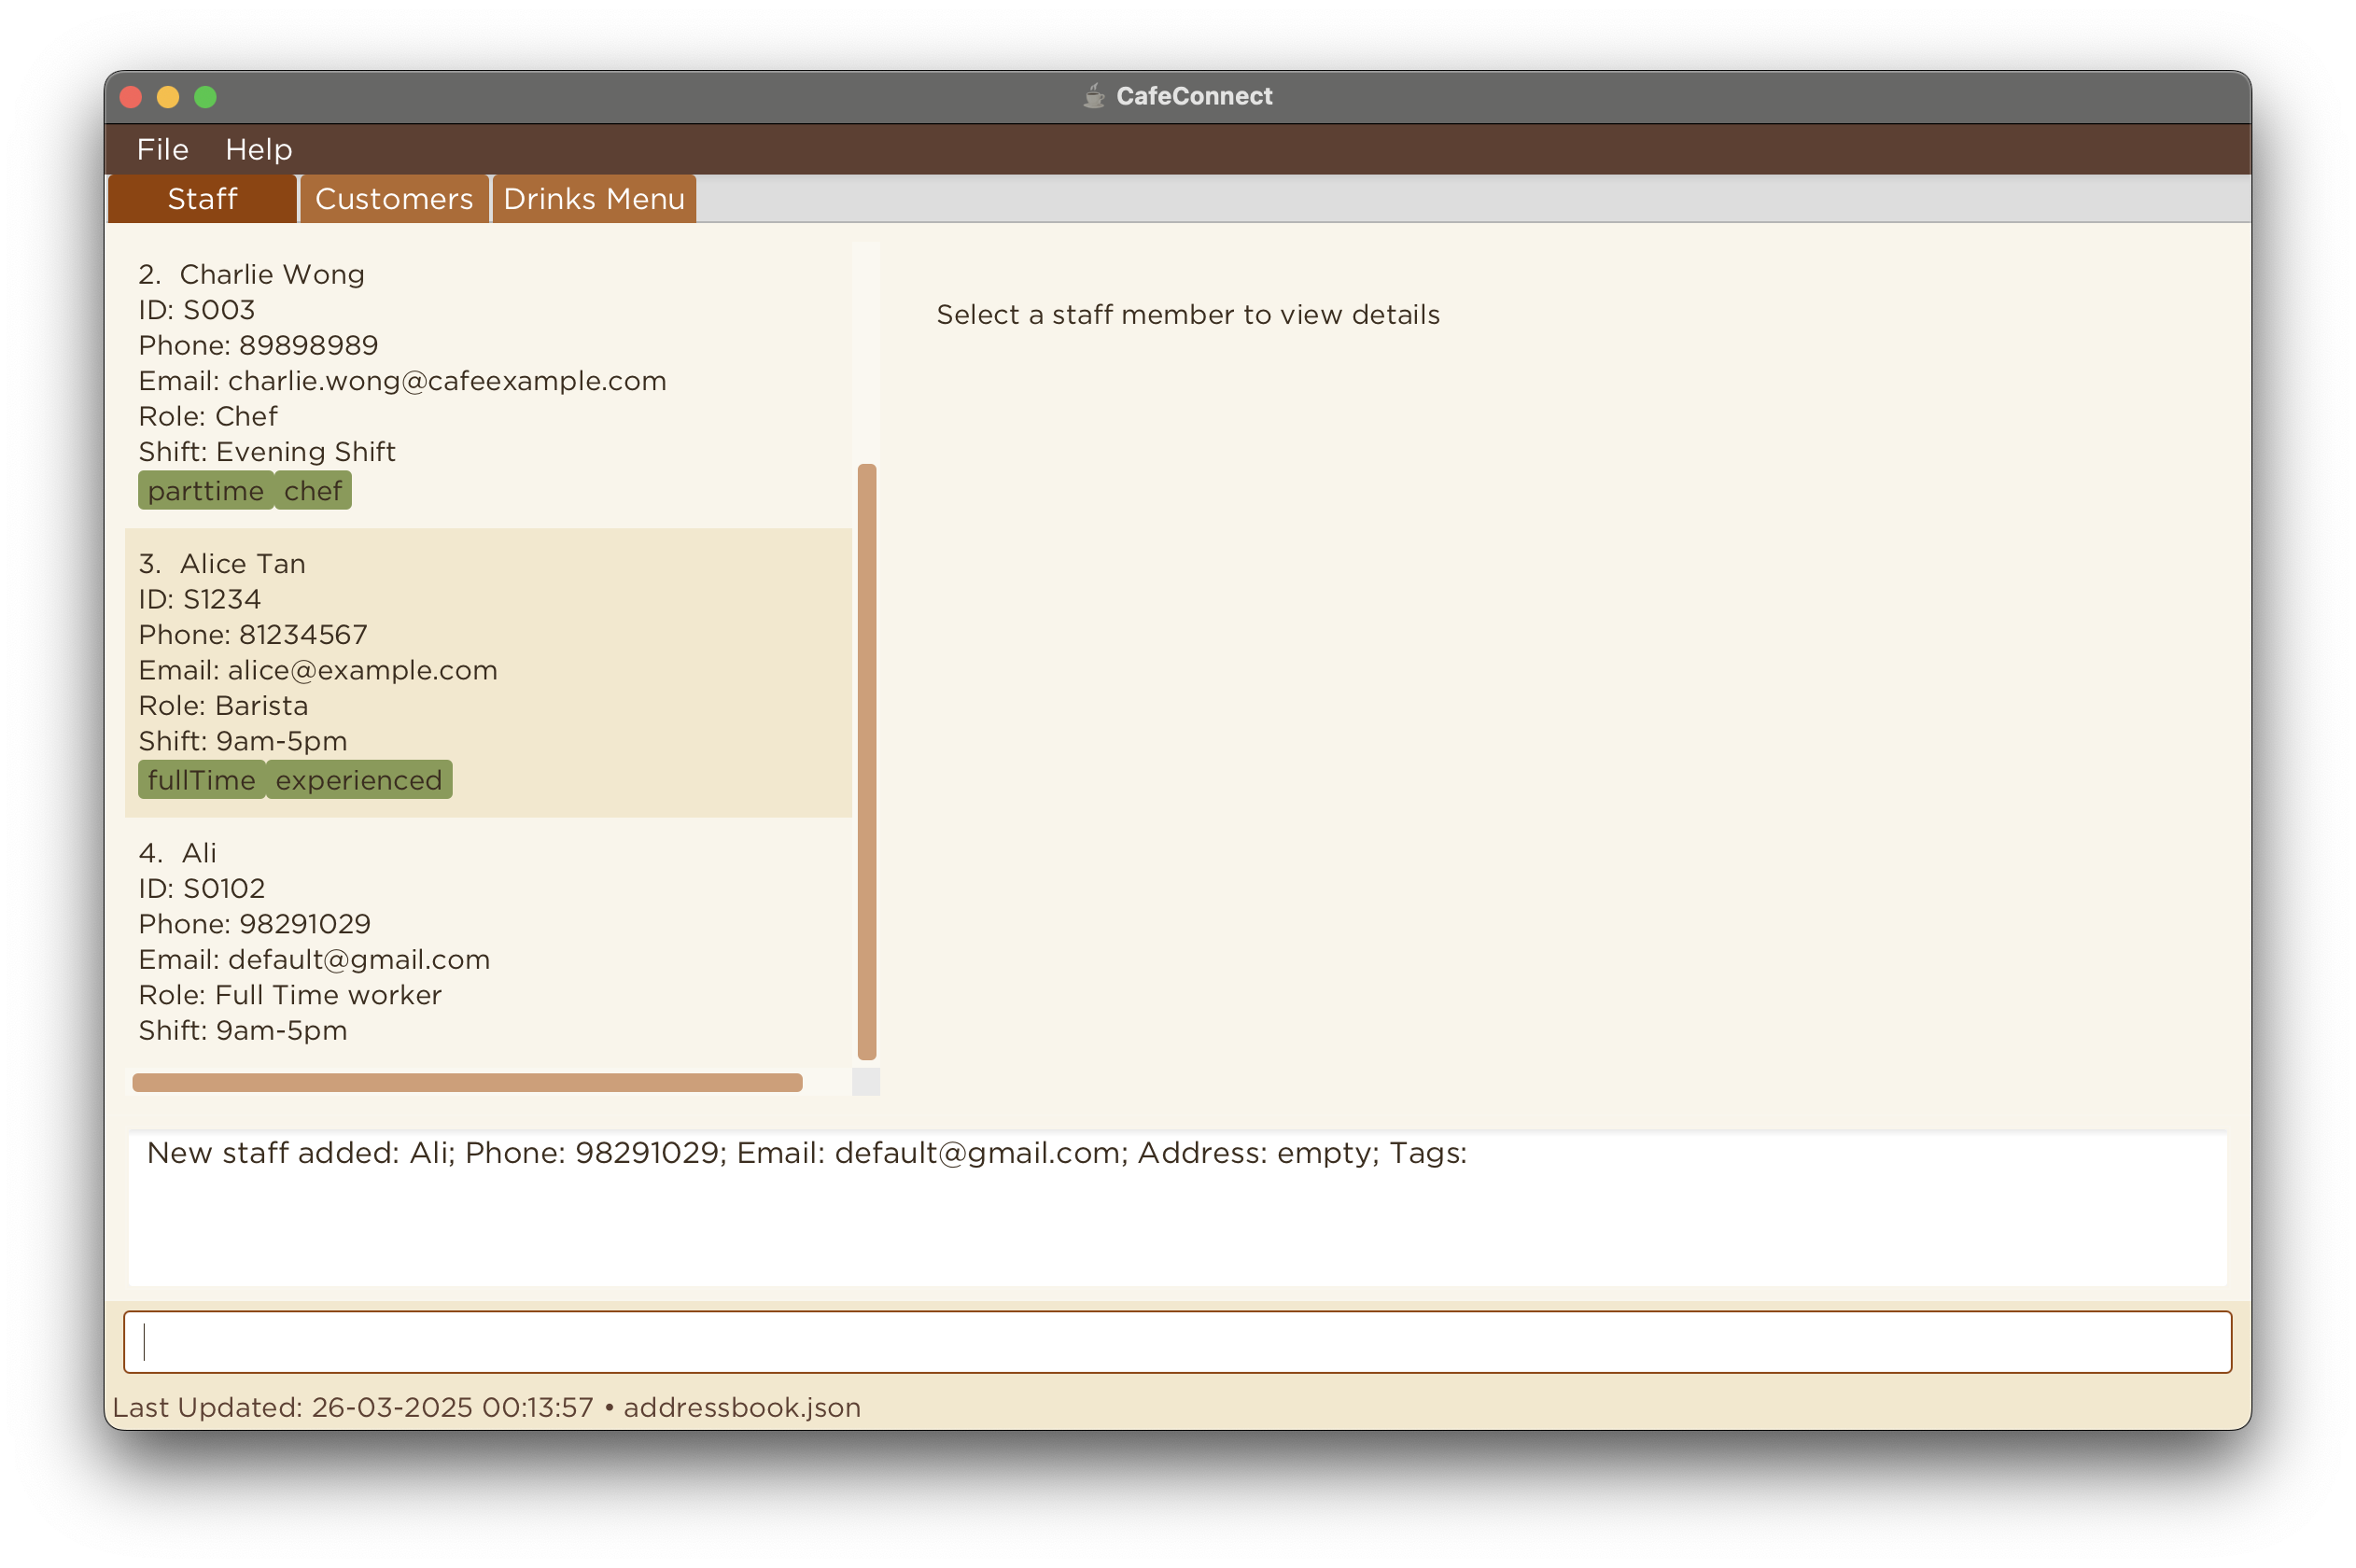 CafeConnect
File Help
Staff Customers Drinks Menu
2. Charlie Wong
ID: S003
Phone: 89898989
Email: charlie.wong@cafeexample.com
Role: Chef
Shift: Evening Shift
parttime chef
Select a staff member to view details
3. Alice Tan
ID: S1234
Phone: 81234567
Email: alice@example.com
Role: Barista
Shift: 9am-5pm
fullTime experienced
4. Ali
ID: S0102
Phone: 98291029
Email: default@gmail.com
Role: Full Time worker
Shift: 9am-5pm
New staff added: Ali; Phone: 98291029; Email: default@gmail.com; Address: empty; Tags:
Last Updated: 26-03-2025 00:13:57 • addressbook.json